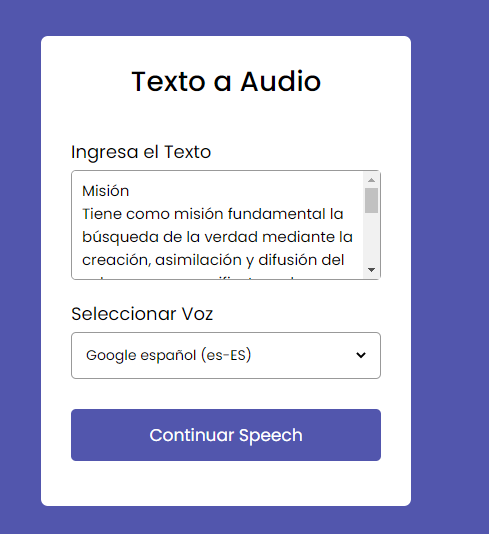 Texto a Audio
Ingresa el Texto
Misión
Tiene como misión fundamental la
búsqueda de la verdad mediante la
creación, asimilación y difusión del
Seleccionar Voz
Google español (es-ES)
Continuar Speech